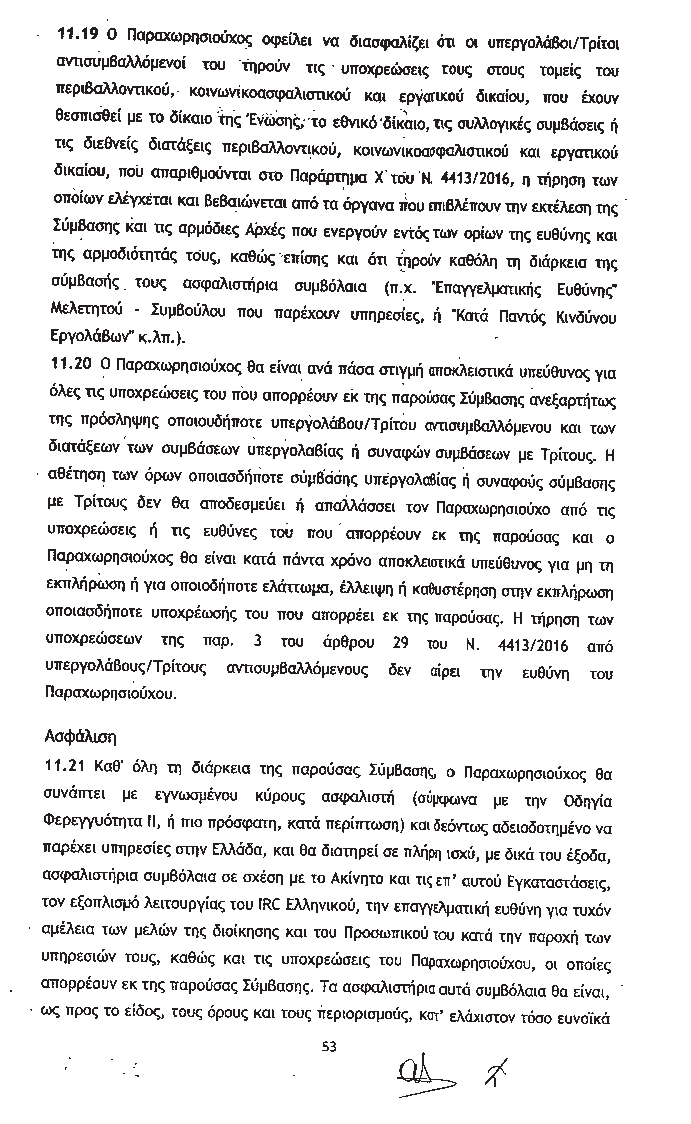 11.19 Ο Παραχωρησιούχος οφείλει να διασφαλίζει ότι οι υπεργολάβοι/Τρίτοι
αντισυμβαλλόμενοί του τηρούν τις υποχρεώσεις τους στους τομείς του
περιβαλλοντικού, κοινωνικοασφαλιστικού και εργατικού δικαίου, που έχουν
θεσπισθεί με το δίκαιο της Ένωσης, το εθνικό δίκαιο, τις συλλογικές συμβάσεις ή
τις διεθνείς διατάξεις περιβαλλοντικού, κοινωνικοασφαλιστικού και εργατικού
δικαίου, που απαριθμούνται στο Παράρτημα Χ του Ν. 4413/2016, η τήρηση των
οποίων ελέγχεται και βεβαιώνεται από τα όργανα που επιβλέπουν την εκτέλεση της
Σύμβασης και τις αρμόδιες Αρχές που ενεργούν εντός των ορίων της ευθύνης και
της αρμοδιότητάς τους, καθώς επίσης και ότι τηρούν καθόλη τη διάρκεια της
σύμβασής τους ασφαλιστήρια συμβόλαια (π.χ. "Επαγγελματικής Ευθύνης"
Μελετητού - Συμβούλου που παρέχουν υπηρεσίες, ή "Κατά Παντός Κινδύνου
Εργολάβων" κ.λπ.).
11.20 Ο Παραχωρησιούχος θα είναι ανά πάσα στιγμή αποκλειστικά υπεύθυνος για
όλες τις υποχρεώσεις του που απορρέουν εκ της παρούσας Σύμβασης ανεξαρτήτως
της πρόσληψης οποιουδήποτε υπεργολάβου/Τρίτου αντισυμβαλλόμενου και των
διατάξεων των συμβάσεων υπεργολαβίας ή συναφών συμβάσεων με Τρίτους. Η
αθέτηση των όρων οποιασδήποτε σύμβασης υπεργολαβίας ή συναφούς σύμβασης
με Τρίτους δεν θα αποδεσμεύει ή απαλλάσσει τον Παραχωρησιούχο από τις
υποχρεώσεις ή τις ευθύνες του που απορρέουν εκ της παρούσας και ο
Παραχωρησιούχος θα είναι κατά πάντα χρόνο αποκλειστικά υπεύθυνος για μη τη
εκπλήρωση ή για οποιοδήποτε ελάττωμα, έλλειψη ή καθυστέρηση στην εκπλήρωση
οποιασδήποτε υποχρέωσής του που απορρέει εκ της παρούσας. Η τήρηση των
υποχρεώσεων της παρ. 3 του άρθρου 29 του Ν. 4413/2016 από
υπεργολάβους/Τρίτους αντισυμβαλλόμενους δεν αίρει την ευθύνη του
Παραχωρησιούχου.
Ασφάλιση
11.21 Καθ' όλη τη διάρκεια της παρούσας Σύμβασης, ο Παραχωρησιούχος θα
συνάπτει με εγνωσμένου κύρους ασφαλιστή (σύμφωνα με την Οδηγία
Φερεγγυότητα ΙΙ, ή πιο πρόσφατη, κατά περίπτωση) και δεόντως αδειοδοτημένο να
παρέχει υπηρεσίες στην Ελλάδα, και θα διατηρεί σε πλήρη ισχύ, με δικά του έξοδα,
ασφαλιστήρια συμβόλαια σε σχέση με το Ακίνητο και τις επ' αυτού Εγκαταστάσεις,
τον εξοπλισμό λειτουργίας του IRC Ελληνικού, την επαγγελματική ευθύνη για τυχόν
αμέλεια των μελών της διοίκησης και του Προσωπικού του κατά την παροχή των
υπηρεσιών τους, καθώς και τις υποχρεώσεις του Παραχωρησιούχου, οι οποίες
απορρέουν εκ της παρούσας Σύμβασης. Τα ασφαλιστήρια αυτά συμβόλαια θα είναι,
ως προς το είδος, τους όρους και τους περιορισμούς, κατ' ελάχιστον τόσο ευνοϊκά
53